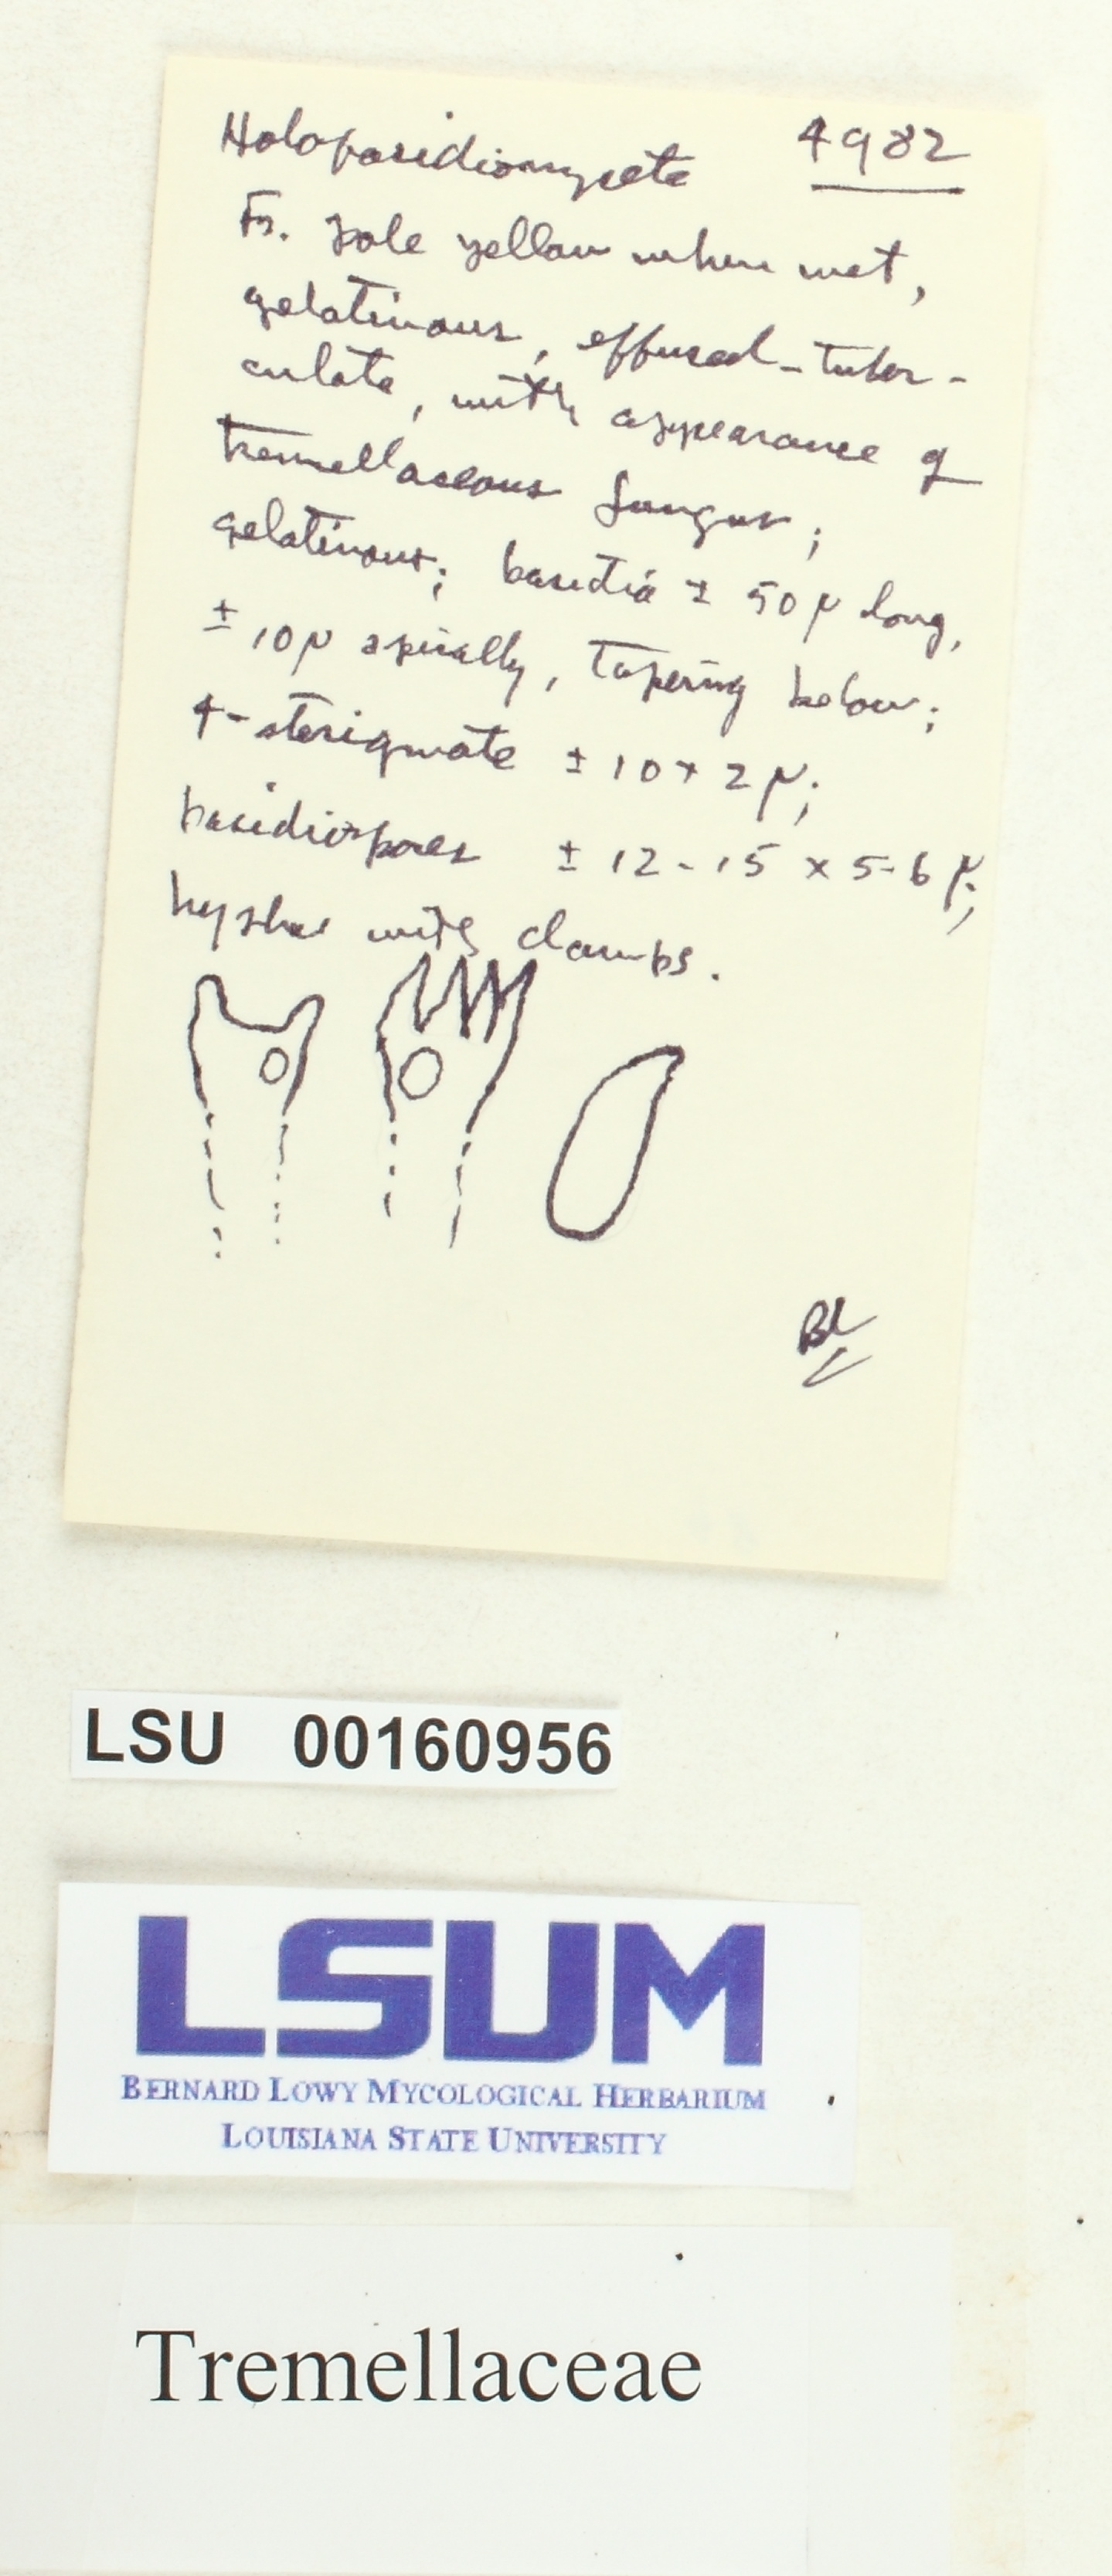 Holobasidiomycete 4982
Fr. pale yellow when wet,
gelatinous, effused-tuber-
culate, with appearance of
tremellaceous fungus;
gelatinous; basidia ± 50 μ long,
± 10 μ apically, tapering below;
4-sterigmate ± 10 × 2 μ;
basidiospores ± 12-15 × 5-6 μ;
hyphae with clamps.
BL
LSU 00160956
LSUM
BERNARD LOWY MYCOLOGICAL HERBARIUM
LOUISIANA STATE UNIVERSITY
Tremellaceae